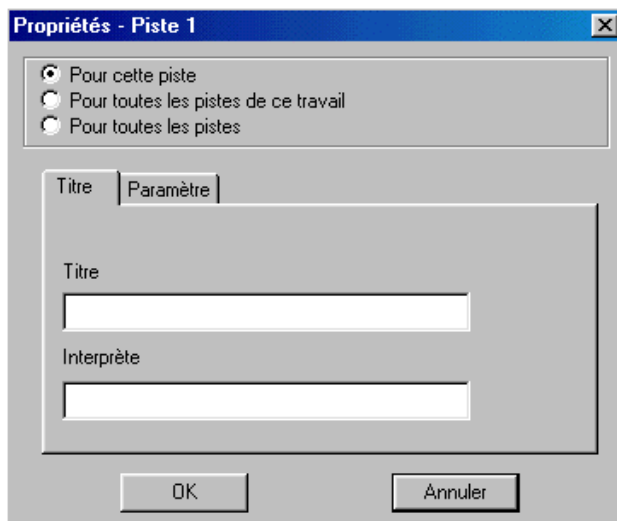 Propriétés - Piste 1
Pour cette piste
Pour toutes les pistes de ce travail
Pour toutes les pistes
Titre
Paramètre
Titre
Interprète
OK
Annuler